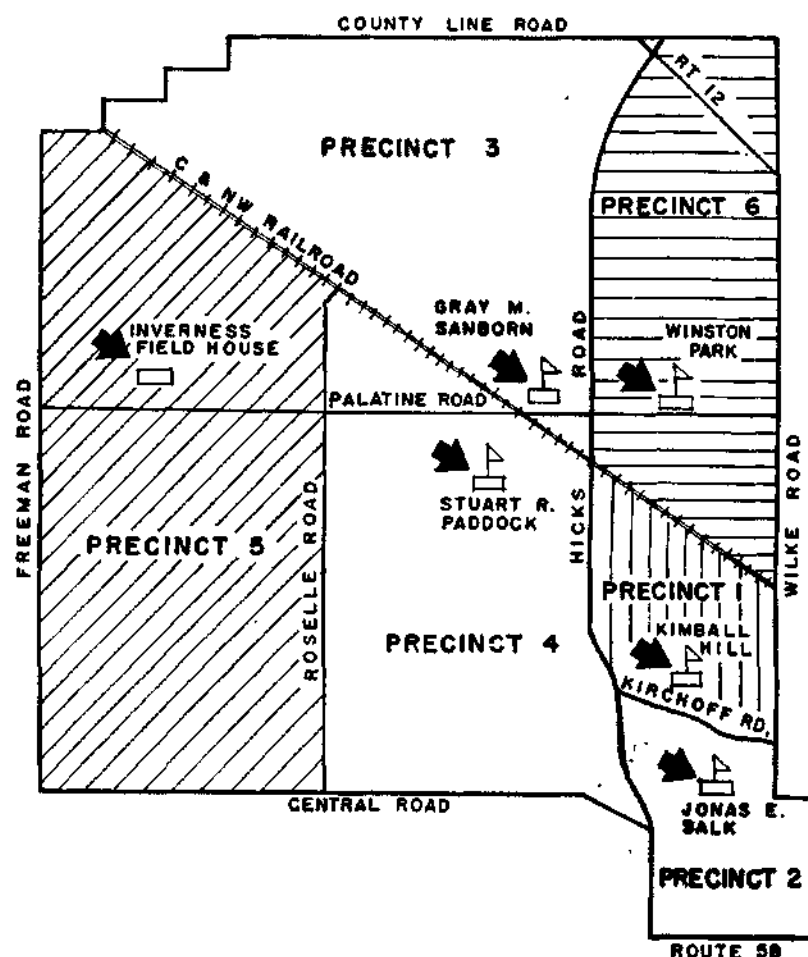 COUNTY LINE ROAD
RT 12
PRECINCT 3
C & NW RAILROAD
PRECINCT 6
GRAY M.
SANBORN
WINSTON
PARK
INVERNESS
FIELD HOUSE
PALATINE ROAD
HICKS ROAD
STUART R.
PADDOCK
FREEMAN ROAD
ROSELLE ROAD
WILKE ROAD
PRECINCT 5
PRECINCT 1
PRECINCT 4
KIMBALL
HILL
KIRCHOFF RD.
CENTRAL ROAD
JONAS E.
SALK
PRECINCT 2
ROUTE 58